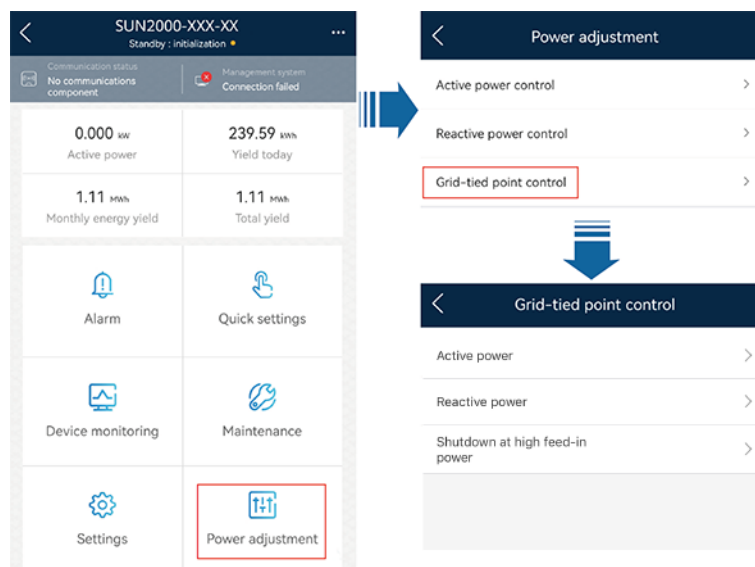 SUN2000-XXX-XX
Standby : initialization
Communication status
No communications
component
Management system
Connection failed
0.000 kW
Active power
239.59 kWh
Yield today
1.11 MWh
Monthly energy yield
1.11 MWh
Total yield
Alarm
Quick settings
Device monitoring
Maintenance
Settings
Power adjustment
Power adjustment
Active power control
Reactive power control
Grid-tied point control
Grid-tied point control
Active power
Reactive power
Shutdown at high feed-in
power